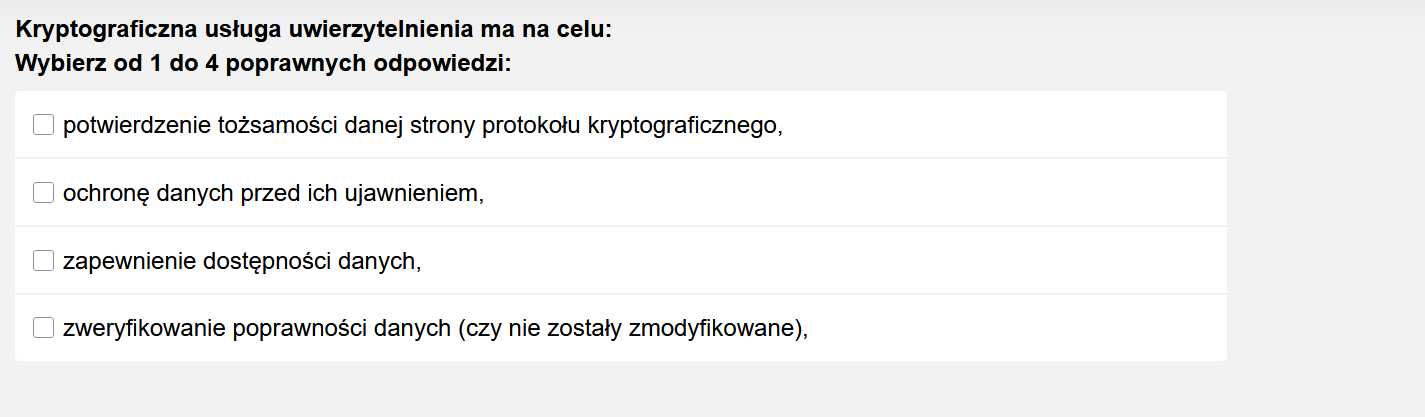 Kryptograficzna usługa uwierzytelnienia ma na celu:
Wybierz od 1 do 4 poprawnych odpowiedzi:
potwierdzenie tożsamości danej strony protokołu kryptograficznego,
ochronę danych przed ich ujawnieniem,
zapewnienie dostępności danych,
zweryfikowanie poprawności danych (czy nie zostały zmodyfikowane),